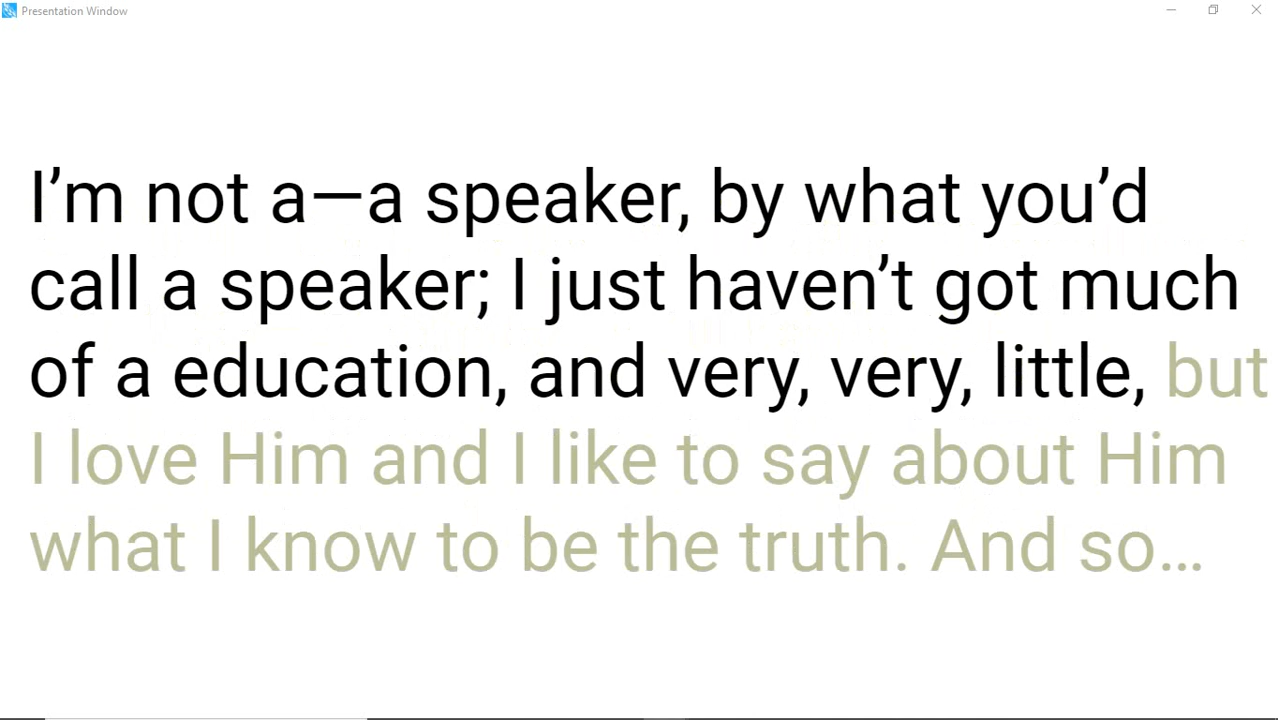 Presentation Window
I’m not a—a speaker, by what you’d
call a speaker; I just haven’t got much
of a education, and very, very, little, but
I love Him and I like to say about Him
what I know to be the truth. And so…